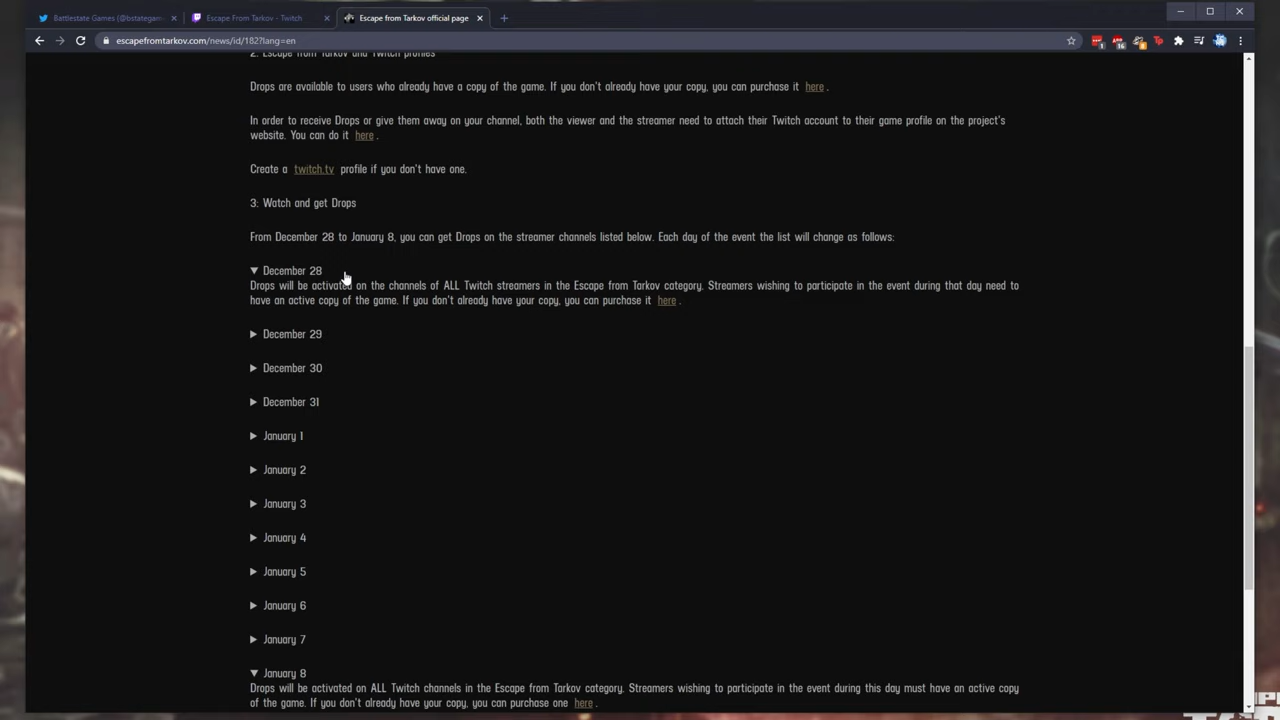 Battlestate Games (@bstategam
Escape From Tarkov - Twitch
Escape from Tarkov official page
escapefromtarkov.com/news/id/182?lang=en
2. Escape from Tarkov and Twitch profiles
Drops are available to users who already have a copy of the game. If you don't already have your copy, you can purchase it here .
In order to receive Drops or give them away on your channel, both the viewer and the streamer need to attach their Twitch account to their game profile on the project's
website. You can do it here .
Create a twitch.tv profile if you don't have one.
3: Watch and get Drops
From December 28 to January 8, you can get Drops on the streamer channels listed below. Each day of the event the list will change as follows:
▼ December 28
Drops will be activated on the channels of ALL Twitch streamers in the Escape from Tarkov category. Streamers wishing to participate in the event during that day need to
have an active copy of the game. If you don't already have your copy, you can purchase it here .
▶ December 29
▶ December 30
▶ December 31
▶ January 1
▶ January 2
▶ January 3
▶ January 4
▶ January 5
▶ January 6
▶ January 7
▼ January 8
Drops will be activated on ALL Twitch channels in the Escape from Tarkov category. Streamers wishing to participate in the event during this day must have an active copy
of the game. If you don't already have your copy, you can purchase one here .